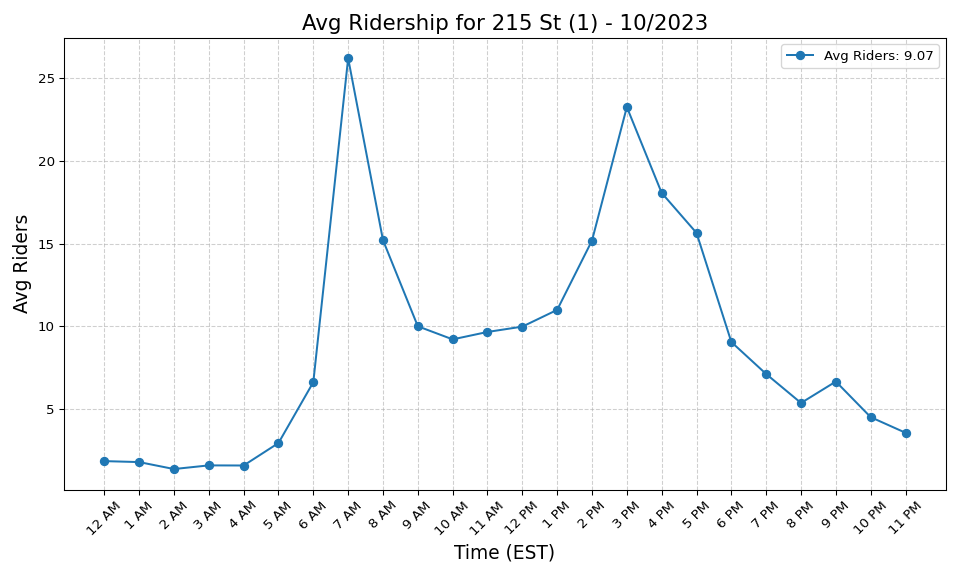 Avg Ridership for 215 St (1) - 10/2023
Avg Riders: 9.07
Avg Riders
25
20
15
10
5
12 AM
1 AM
2 AM
3 AM
4 AM
5 AM
6 AM
7 AM
8 AM
9 AM
10 AM
11 AM
12 PM
1 PM
2 PM
3 PM
4 PM
5 PM
6 PM
7 PM
8 PM
9 PM
10 PM
11 PM
Time (EST)